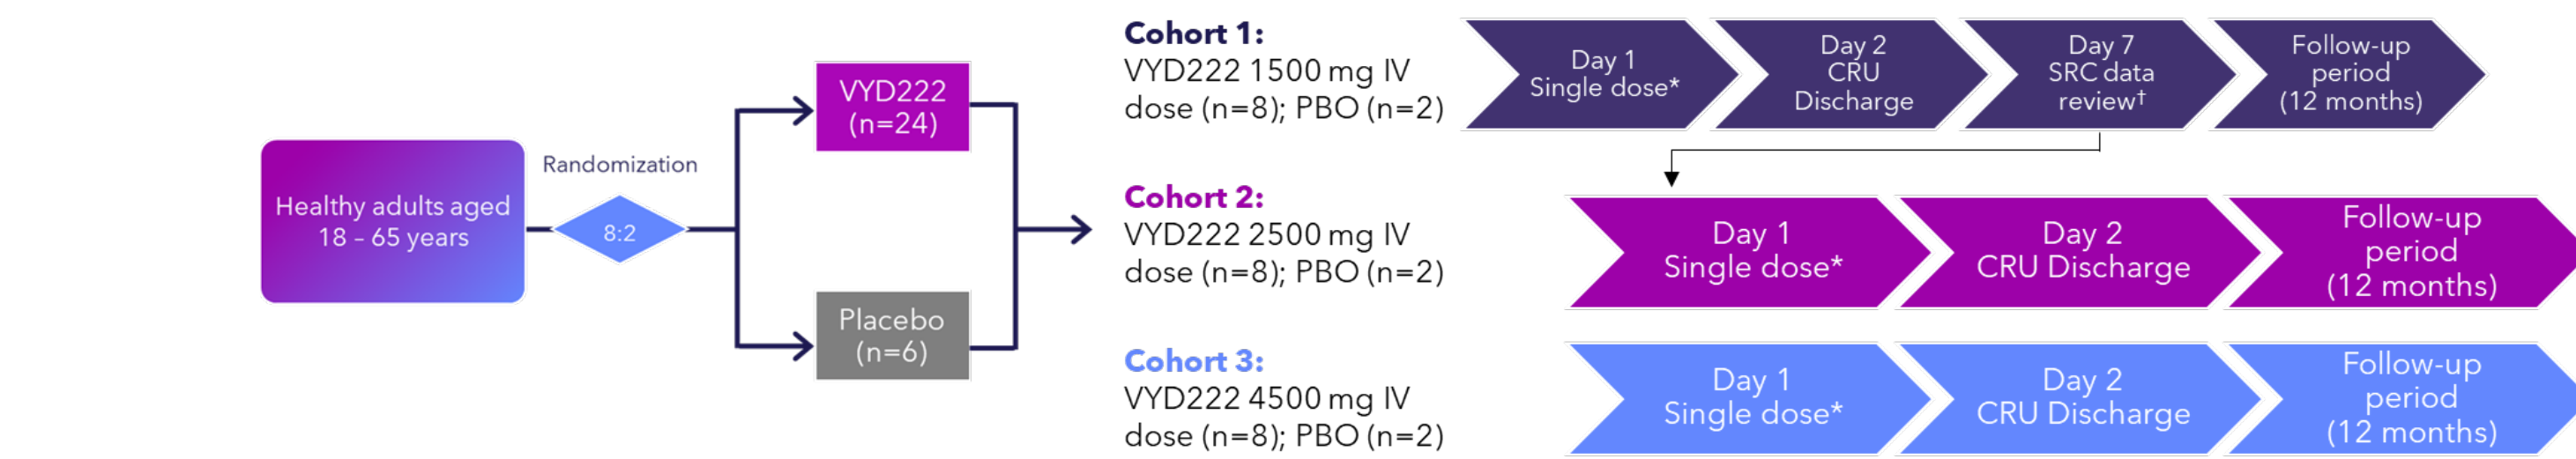 Healthy adults aged
18 – 65 years
Randomization
8:2
VYD222
(n=24)
Placebo
(n=6)
Cohort 1:
VYD222 1500 mg IV
dose (n=8); PBO (n=2)
Day 1
Single dose*
Day 2
CRU
Discharge
Day 7
SRC data
review†
Follow-up
period
(12 months)
Cohort 2:
VYD222 2500 mg IV
dose (n=8); PBO (n=2)
Day 1
Single dose*
Day 2
CRU Discharge
Follow-up
period
(12 months)
Cohort 3:
VYD222 4500 mg IV
dose (n=8); PBO (n=2)
Day 1
Single dose*
Day 2
CRU Discharge
Follow-up
period
(12 months)